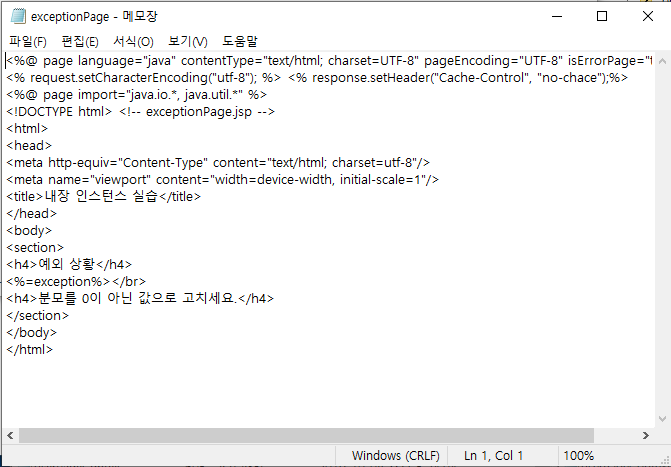 exceptionPage - 메모장
파일(F) 편집(E) 서식(O) 보기(V) 도움말
<%@ page language="java" contentType="text/html; charset=UTF-8" pageEncoding="UTF-8" isErrorPage="t
<% request.setCharacterEncoding("utf-8"); %> <% response.setHeader("Cache-Control", "no-chace");%>
<%@ page import="java.io.*, java.util.*" %>
<!DOCTYPE html> <!-- exceptionPage.jsp -->
<html>
<head>
<meta http-equiv="Content-Type" content="text/html; charset=utf-8"/>
<meta name="viewport" content="width=device-width, initial-scale=1"/>
<title>내장 인스턴스 실습</title>
</head>
<body>
<section>
<h4>예외 상황</h4>
<%=exception%></br>
<h4>분모를 0이 아닌 값으로 고치세요.</h4>
</section>
</body>
</html>
Windows (CRLF) Ln 1, Col 1 100%